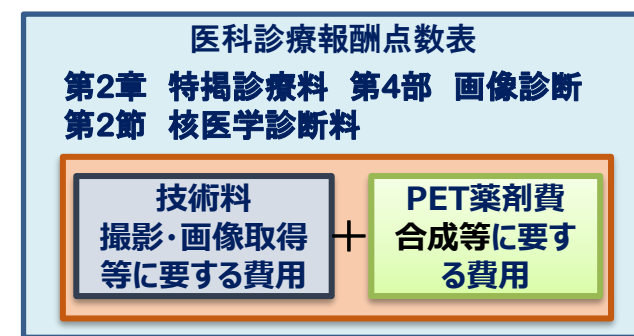 医科診療報酬点数表
第2章 特掲診療料 第4部 画像診断
第2節 核医学診断料
技術料
撮影・画像取得
等に要する費用
＋
PET薬剤費
合成等に要す
る費用